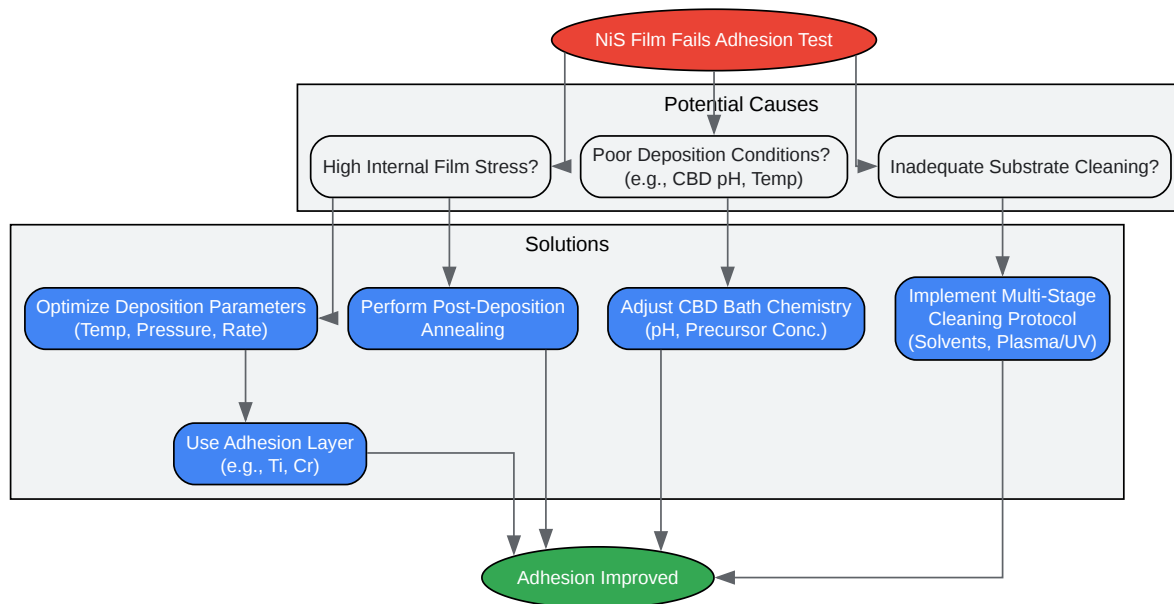 NiS Film Fails Adhesion Test
Potential Causes
High Internal Film Stress?
Poor Deposition Conditions?
(e.g., CBD pH, Temp)
Inadequate Substrate Cleaning?
Solutions
Optimize Deposition Parameters
(Temp, Pressure, Rate)
Perform Post-Deposition
Annealing
Adjust CBD Bath Chemistry
(pH, Precursor Conc.)
Implement Multi-Stage
Cleaning Protocol
(Solvents, Plasma/UV)
Use Adhesion Layer
(e.g., Ti, Cr)
Adhesion Improved